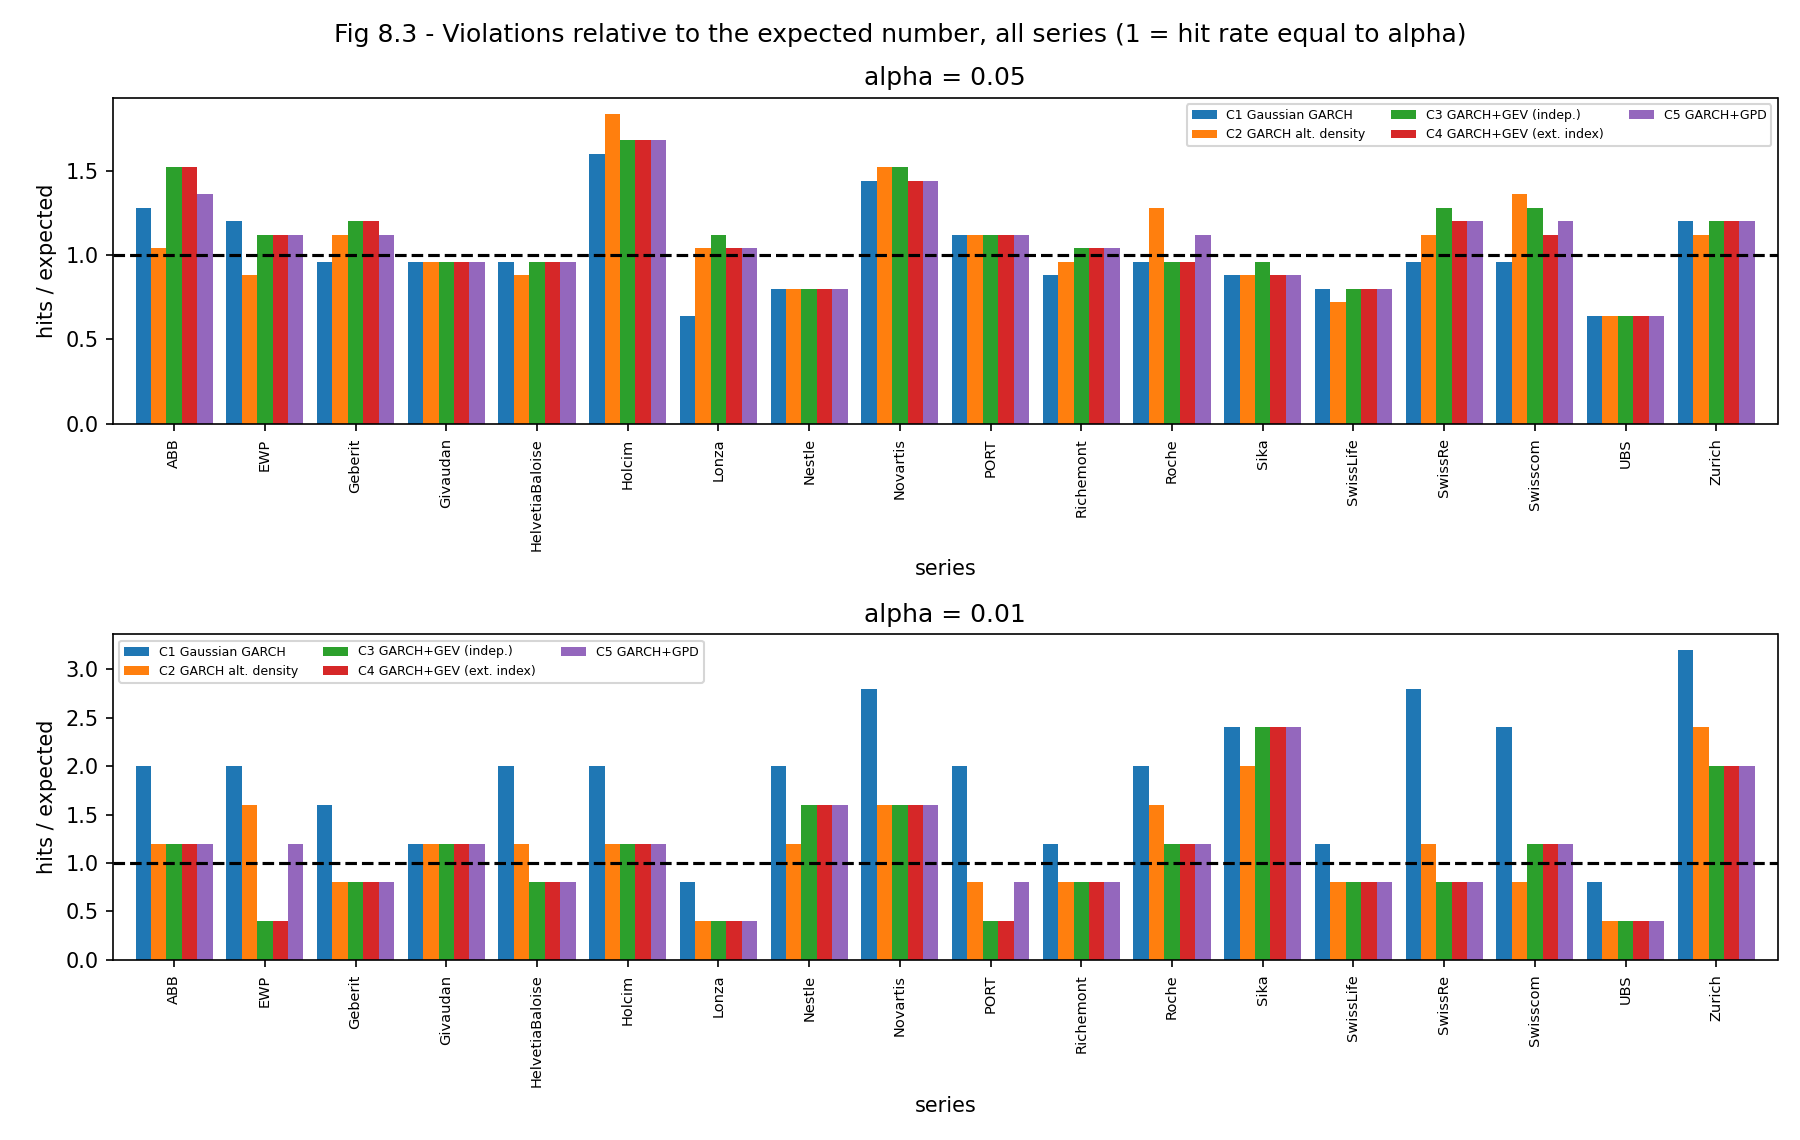 Fig 8.3 - Violations relative to the expected number, all series (1 = hit rate equal to alpha)
alpha = 0.05
C1 Gaussian GARCH
C2 GARCH alt. density
C3 GARCH+GEV (indep.)
C4 GARCH+GEV (ext. index)
C5 GARCH+GPD
hits / expected
1.5
1.0
0.5
0.0
ABB
EWP
Geberit
Givaudan
HelvetiaBaloise
Holcim
Lonza
Nestle
Novartis
PORT
Richemont
Roche
Sika
SwissLife
SwissRe
Swisscom
UBS
Zurich
series
alpha = 0.01
C1 Gaussian GARCH
C2 GARCH alt. density
C3 GARCH+GEV (indep.)
C4 GARCH+GEV (ext. index)
C5 GARCH+GPD
hits / expected
3.0
2.5
2.0
1.5
1.0
0.5
0.0
ABB
EWP
Geberit
Givaudan
HelvetiaBaloise
Holcim
Lonza
Nestle
Novartis
PORT
Richemont
Roche
Sika
SwissLife
SwissRe
Swisscom
UBS
Zurich
series